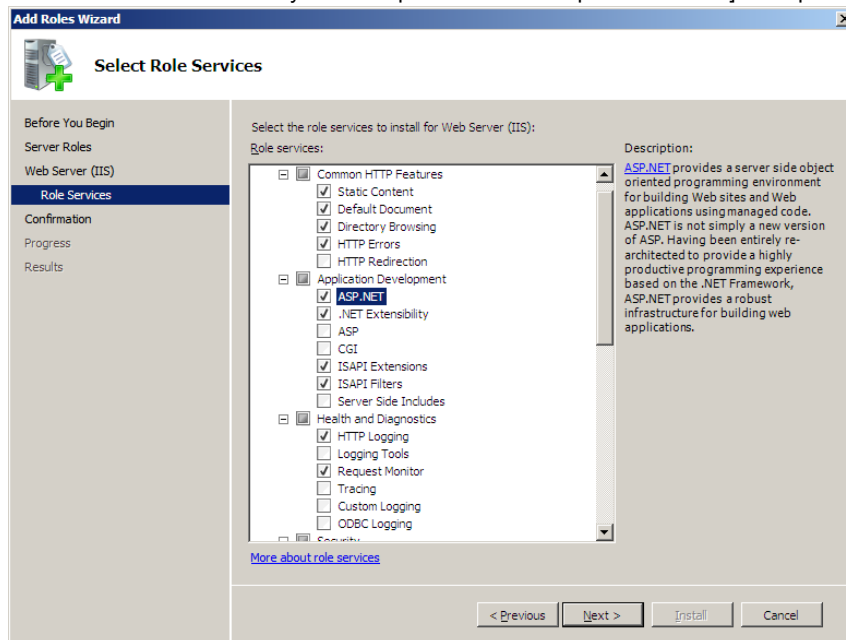 Add Roles Wizard
Select Role Services
Before You Begin
Server Roles
Web Server (IIS)
Role Services
Confirmation
Progress
Results
Select the role services to install for Web Server (IIS):
Role services:
Common HTTP Features
Static Content
Default Document
Directory Browsing
HTTP Errors
HTTP Redirection
Application Development
ASP.NET
.NET Extensibility
ASP
CGI
ISAPI Extensions
ISAPI Filters
Server Side Includes
Health and Diagnostics
HTTP Logging
Logging Tools
Request Monitor
Tracing
Custom Logging
ODBC Logging
Security
More about role services
Description:
ASP.NET provides a server side object
oriented programming environment
for building Web sites and Web
applications using managed code.
ASP.NET is not simply a new version
of ASP. Having been entirely re-
architected to provide a highly
productive programming experience
based on the .NET Framework,
ASP.NET provides a robust
infrastructure for building web
applications.
< Previous
Next >
Install
Cancel